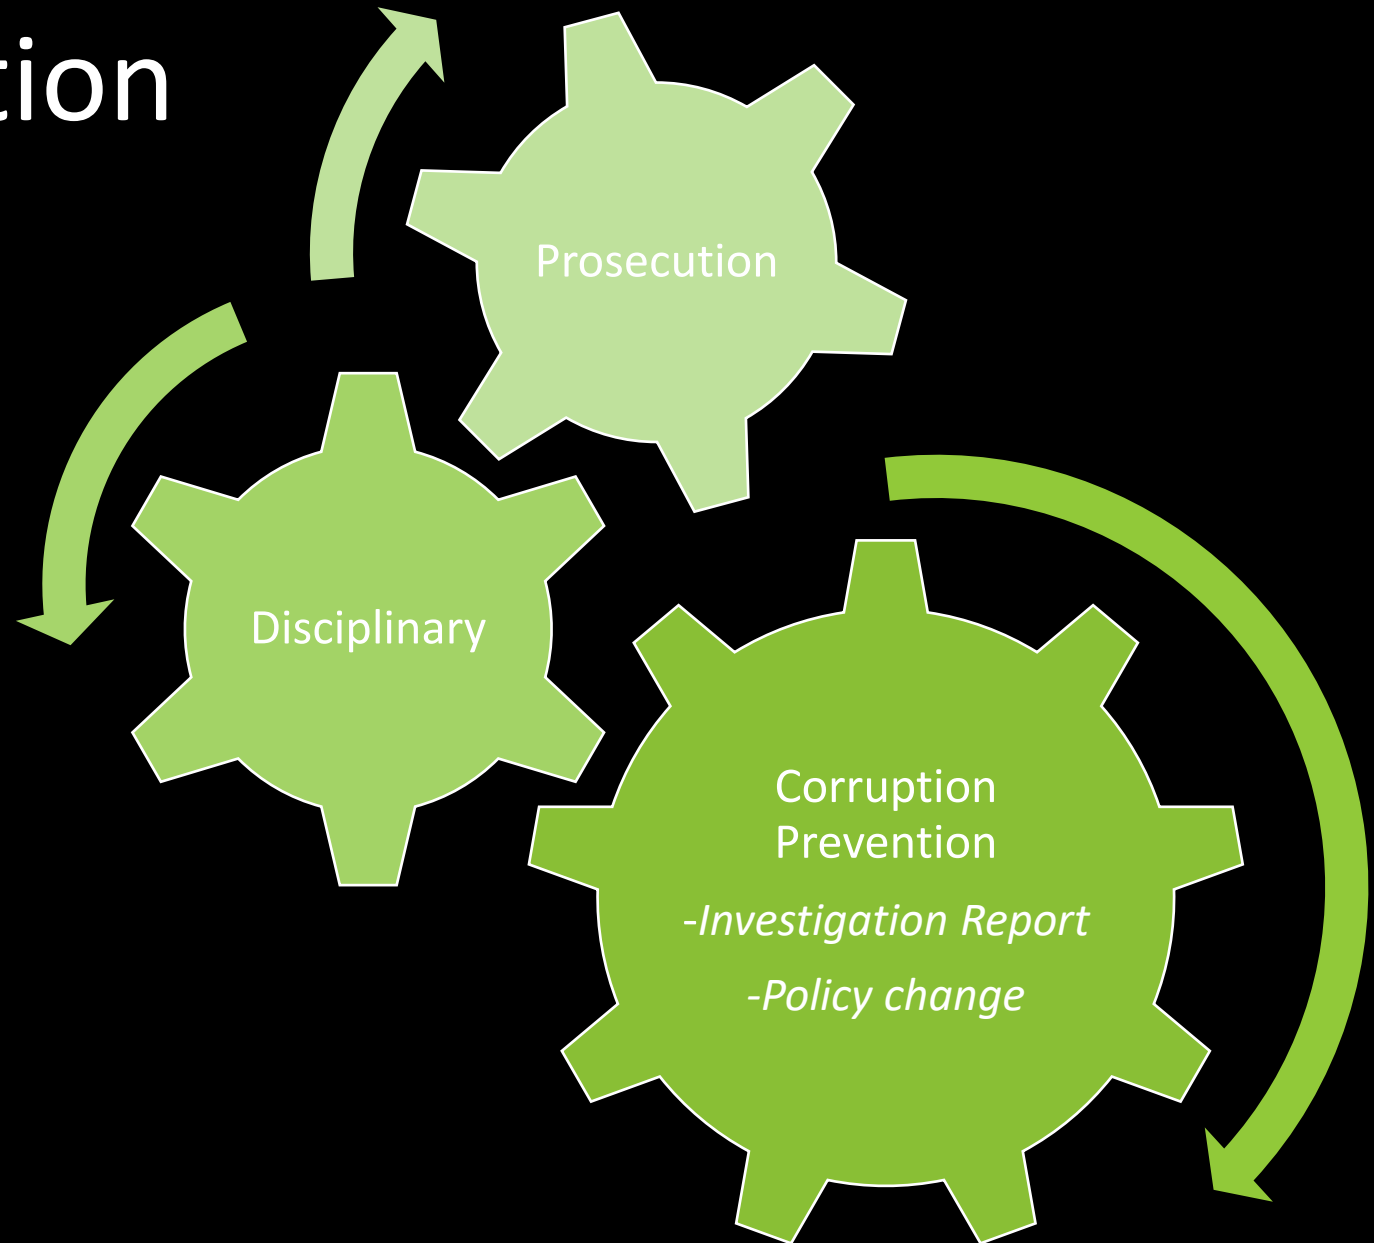 tion
Prosecution
Disciplinary
Corruption
Prevention
-Investigation Report
-Policy change